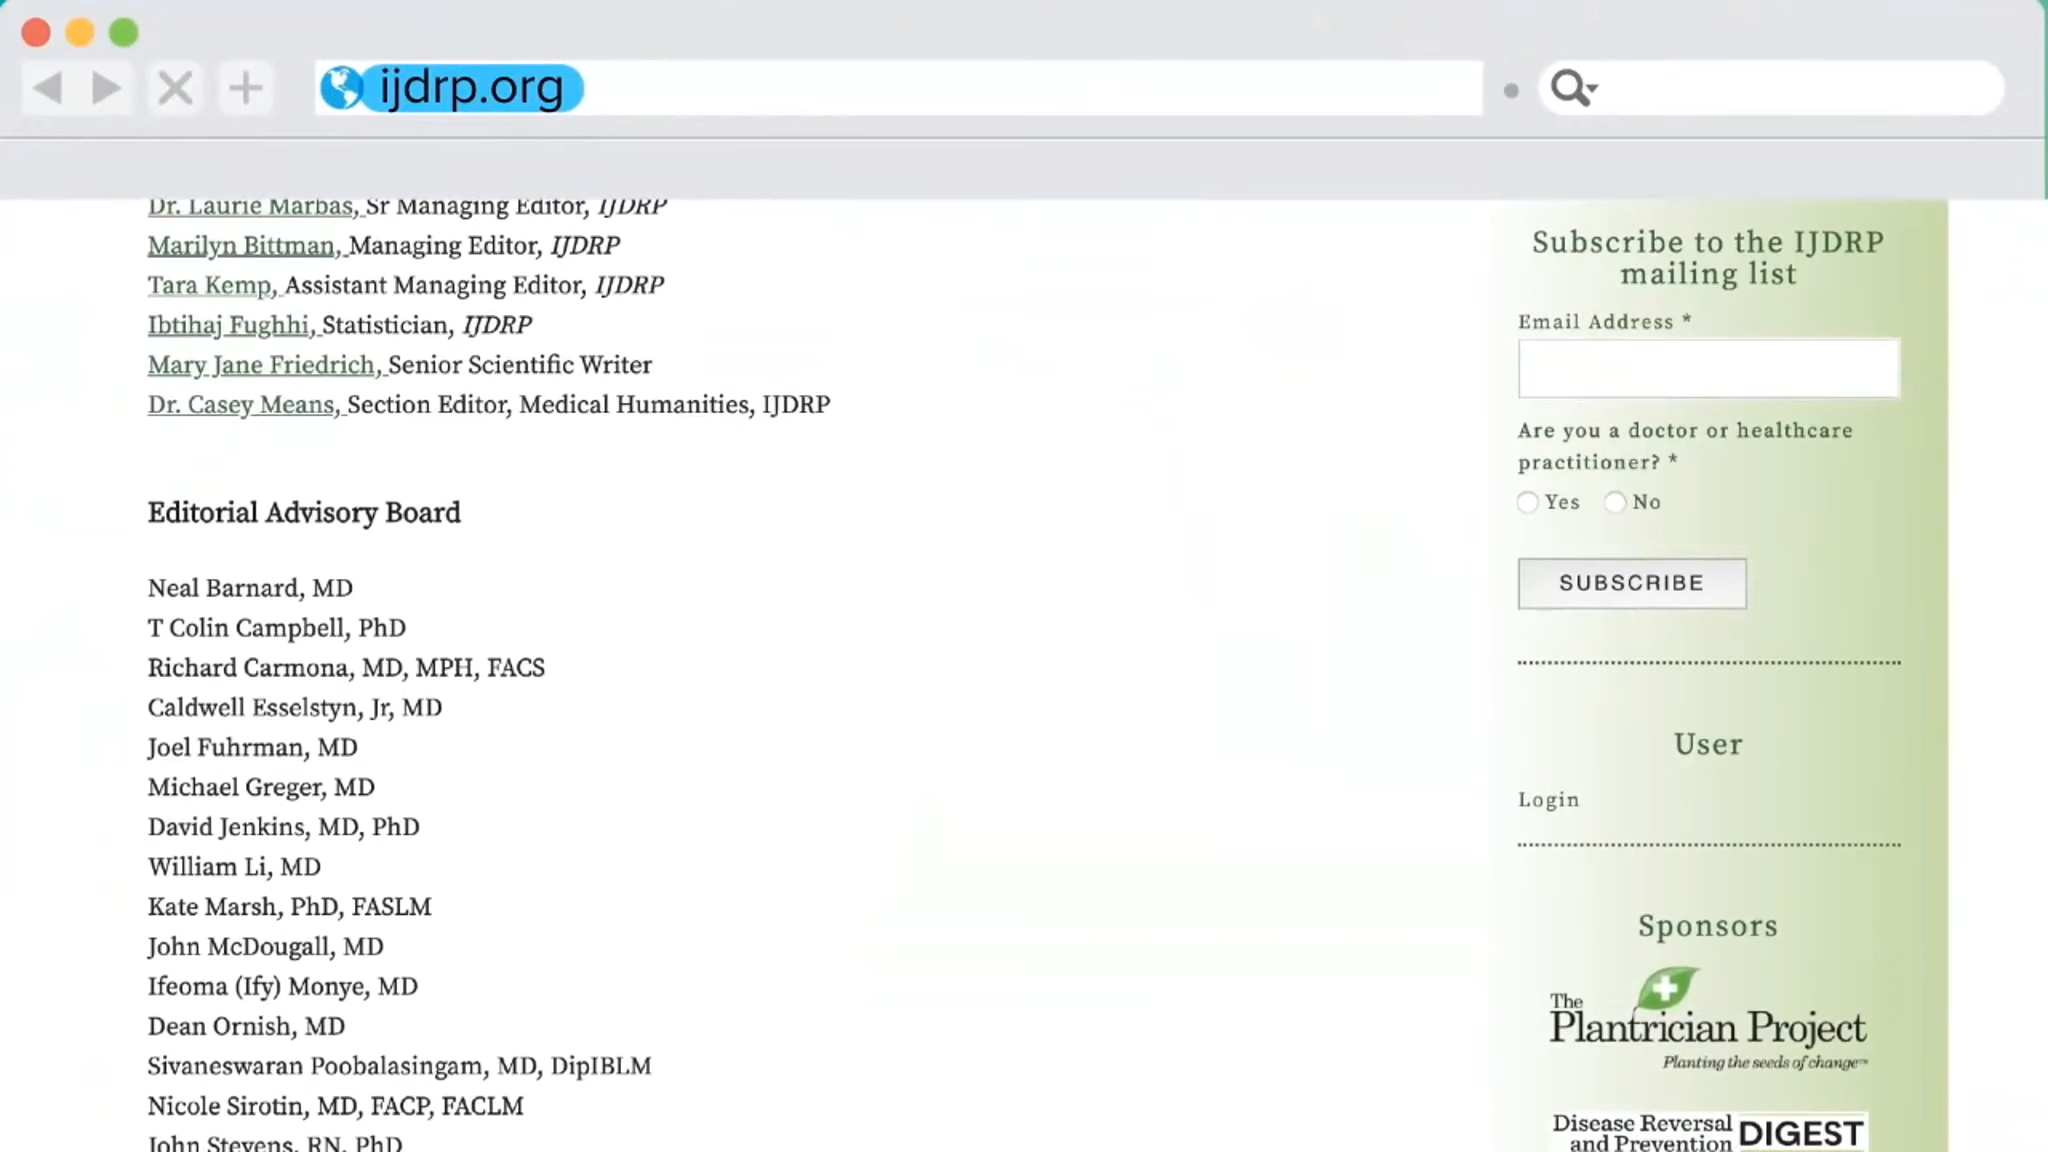 ijdrp.org
Dr. Laurie Marbas, Sr Managing Editor, IJDRP
Marilyn Bittman, Managing Editor, IJDRP
Tara Kemp, Assistant Managing Editor, IJDRP
Ibtihaj Fughhi, Statistician, IJDRP
Mary Jane Friedrich, Senior Scientific Writer
Dr. Casey Means, Section Editor, Medical Humanities, IJDRP
Editorial Advisory Board
Neal Barnard, MD
T Colin Campbell, PhD
Richard Carmona, MD, MPH, FACS
Caldwell Esselstyn, Jr, MD
Joel Fuhrman, MD
Michael Greger, MD
David Jenkins, MD, PhD
William Li, MD
Kate Marsh, PhD, FASLM
John McDougall, MD
Ifeoma (Ify) Monye, MD
Dean Ornish, MD
Sivaneswaran Poobalasingam, MD, DipIBLM
Nicole Sirotin, MD, FACP, FACLM
John Stevens, RN, PhD
Subscribe to the IJDRP
mailing list
Email Address *
Are you a doctor or healthcare
practitioner? *
Yes No
SUBSCRIBE
User
Login
Sponsors
The
Plantrician Project
Planting the seeds of change™
Disease Reversal
and Prevention DIGEST